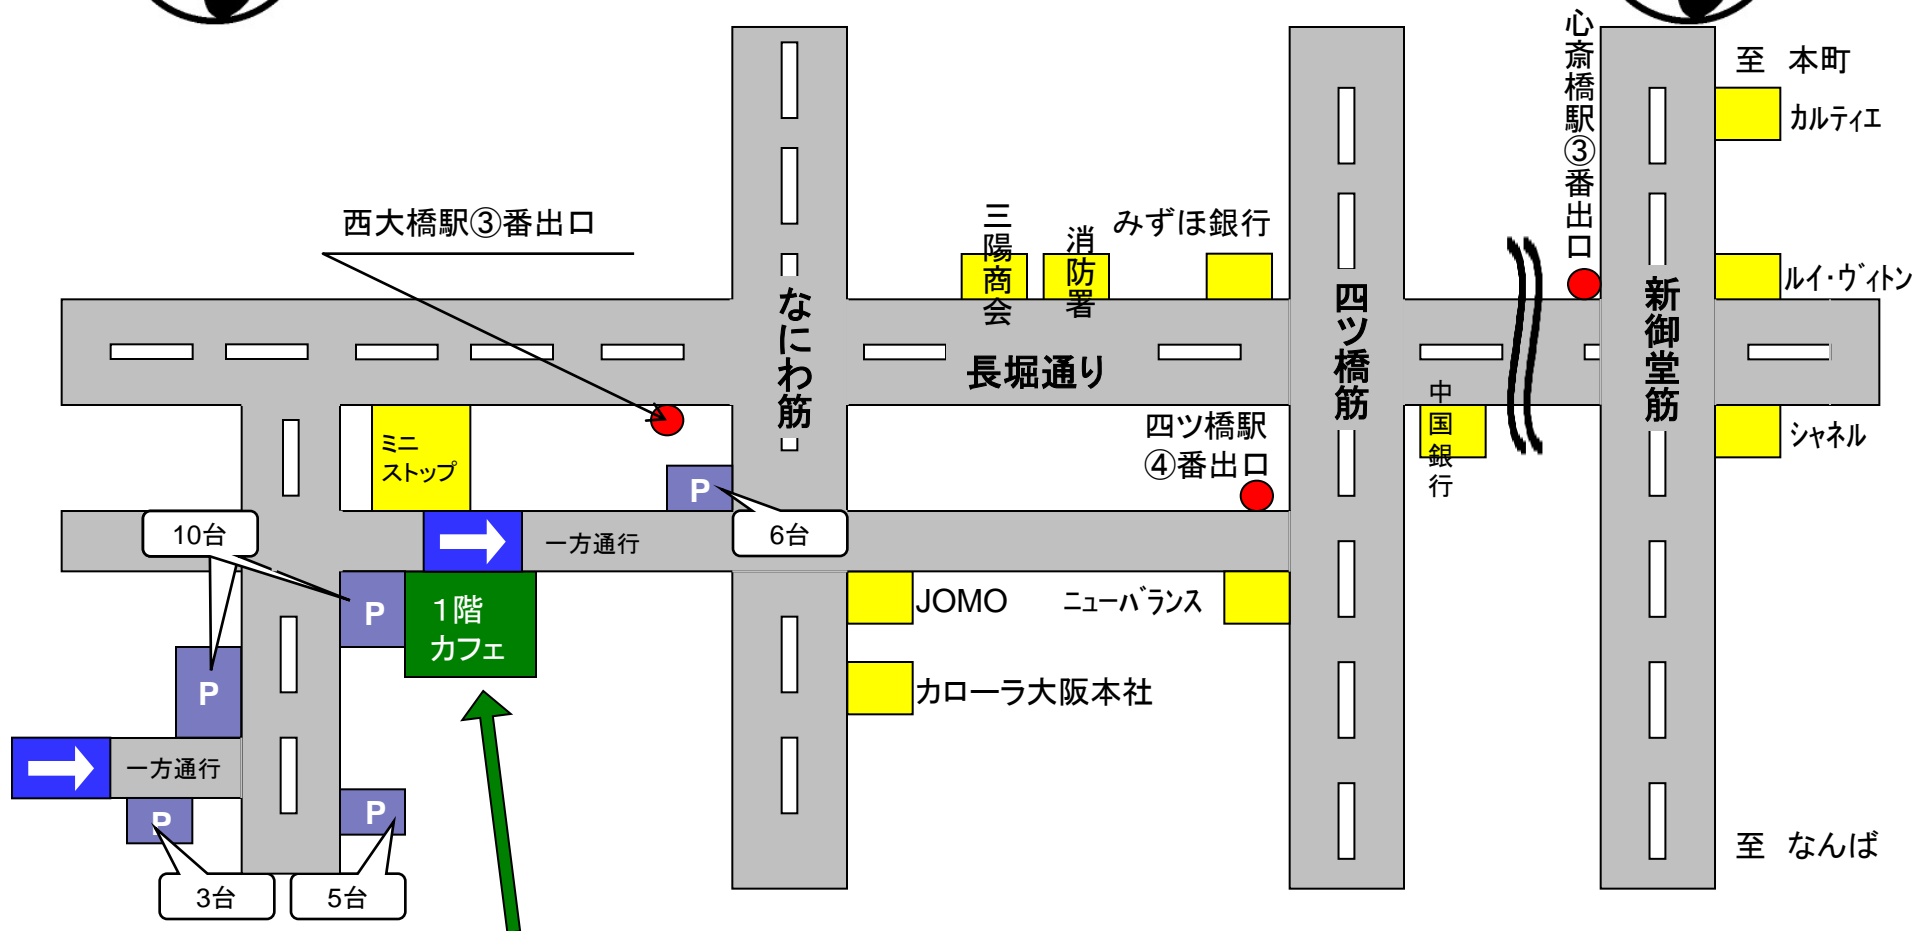 心斎橋駅③番出口
至 本町
カルティエ
西大橋駅③番出口
三陽商会
消防署
みずほ銀行
ルイ・ヴィトン
なにわ筋
長堀通り
四ツ橋筋
新御堂筋
中国銀行
シャネル
四ツ橋駅
④番出口
ミニ
ストップ
P
6台
10台
一方通行
P
1階
カフェ
JOMO
ニューバランス
P
カローラ大阪本社
一方通行
P
P
3台
5台
至 なんば